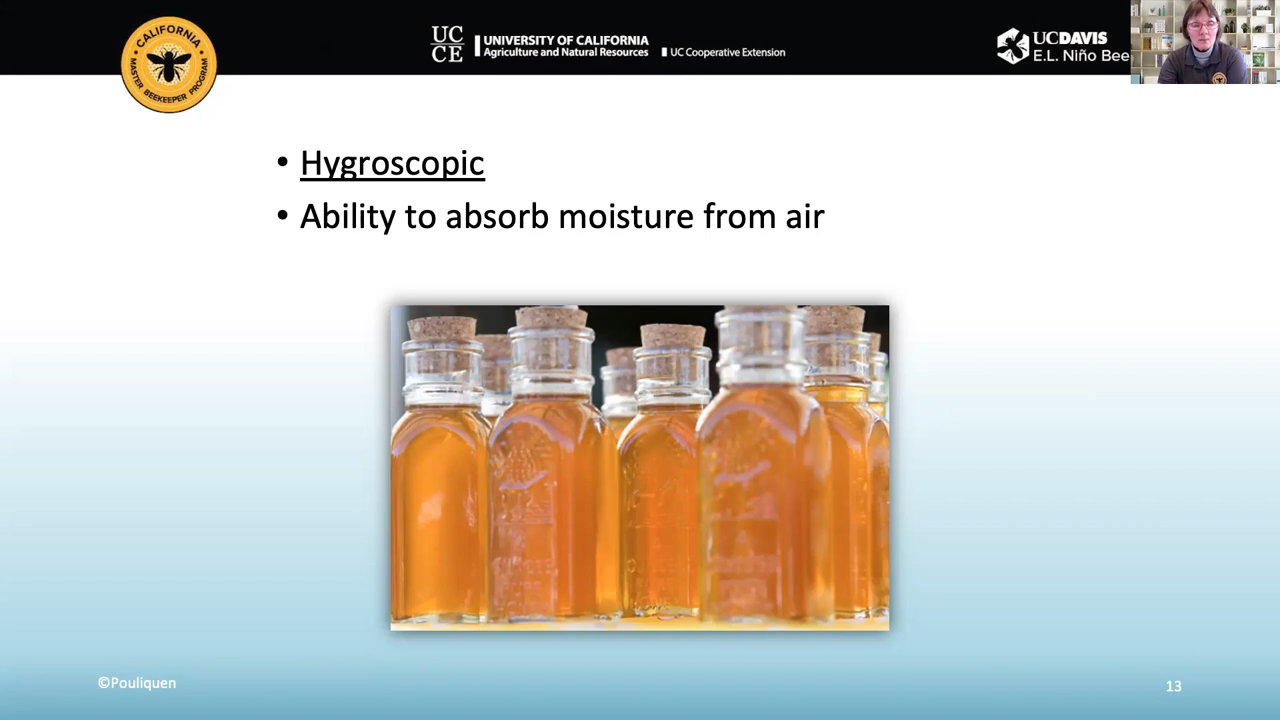 CALIFORNIA
MASTER BEEKEEPER PROGRAM
UC
CE
UNIVERSITY OF CALIFORNIA
Agriculture and Natural Resources
UC Cooperative Extension
UCDAVIS
E.L. Niño Bee
• Hygroscopic
• Ability to absorb moisture from air
©Pouliquen
13